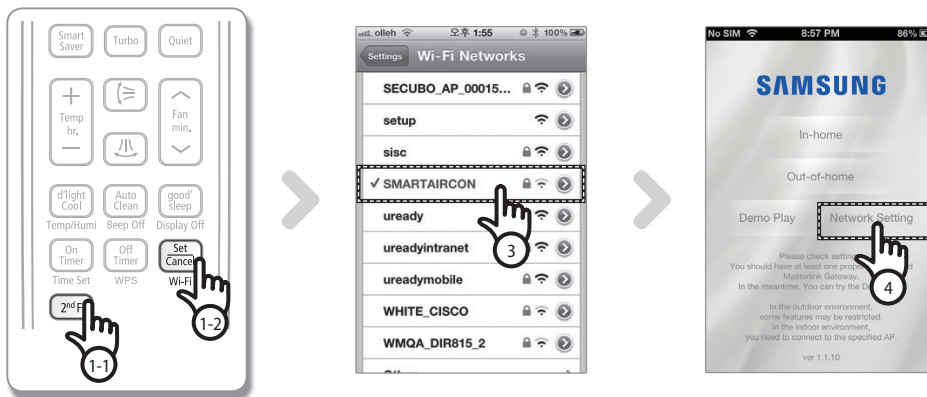 Smart
Saver
Turbo
Quiet
Temp
hr.
Fan
min.
d'light
Cool
Auto
Clean
good'
sleep
Temp/Humi
Beep Off
Display Off
On
Timer
Off
Timer
Set
Cancel
Time Set
WPS
Wi-Fi
2nd F
1-1
1-2
olleh
오후 1:55
100%
Settings
Wi-Fi Networks
SECUBO_AP_00015...
setup
sisc
✓ SMARTAIRCON
uready
ureadyintranet
ureadymobile
WHITE_CISCO
WMQA_DIR815_2
3
No SIM
8:57 PM
86%
SAMSUNG
In-home
Out-of-home
Demo Play
Network Setting
4
Please check setting
You should have at least one
Masterlink Gateway.
In the meantime, You can try the
In the outdoor environment,
some features may be restricted.
In the indoor environment,
you need to connect to the specified AP.
ver 1.1.10